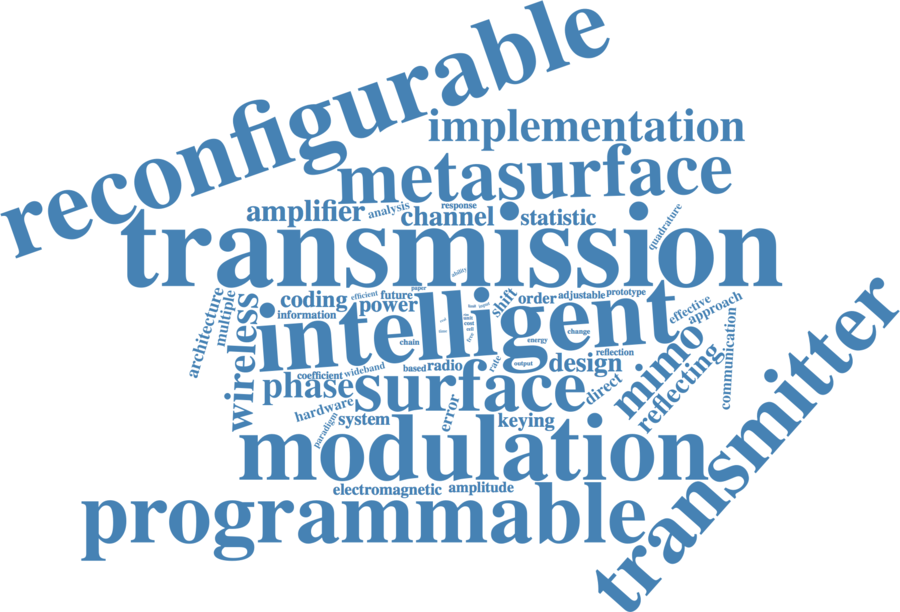 reconfigurable
implementation
metasurface
amplifier
analysis
response
channel
statistic
quadrature
transmission
ability
paper
architecture
multiple
wireless
coding
efficient
future
information
power
intelligent
shift
order
adjustable
prototype
effective
approach
change
energy
chain
reflection
communication
mimo
reflecting
coefficient
wideband
based
radio
rate
output
design
direct
phase
surface
hardware
paradigm
system
error
keying
modulation
electromagnetic
amplitude
programmable
transmitter